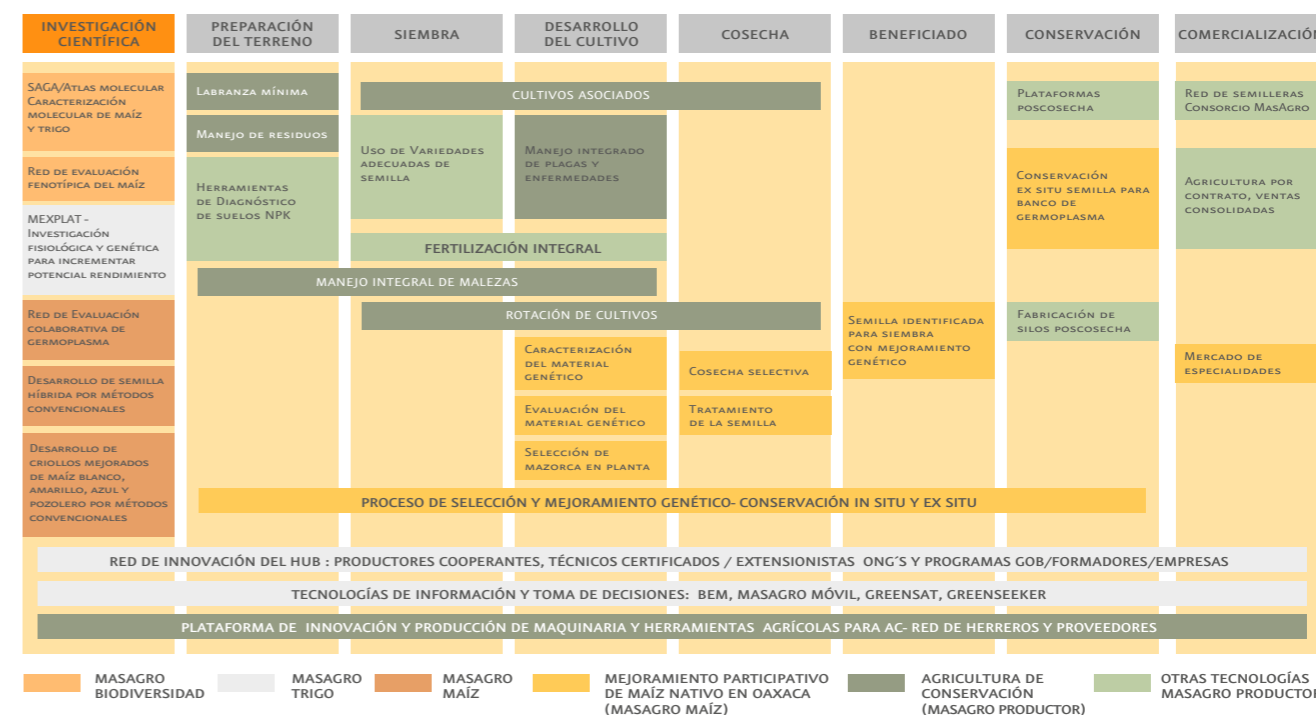 INVESTIGACIÓN
CIENTÍFICA
PREPARACIÓN
DEL TERRENO
SIEMBRA
DESARROLLO
DEL CULTIVO
COSECHA
BENEFICIADO
CONSERVACIÓN
COMERCIALIZACIÓN
SAGA/Atlas molecular
Caracterización
molecular de maíz
y trigo
Red de evaluación
fenotípica del maíz
MEXPLAT -
Investigación
fisiológica y genética
para incrementar
potencial rendimiento
Red de Evaluación
colaborativa de
germoplasma
Desarrollo de semilla
híbrida por métodos
convencionales
Desarrollo de
criollos mejorados
de maíz blanco,
amarillo, azul y
pozolero por métodos
convencionales
Labranza mínima
Manejo de residuos
Herramientas
de Diagnóstico
de suelos NPK
CULTIVOS ASOCIADOS
Uso de Variedades
adecuadas de
semilla
Manejo integrado
de plagas y
enfermedades
FERTILIZACIÓN INTEGRAL
MANEJO INTEGRAL DE MALEZAS
ROTACIÓN DE CULTIVOS
Caracterización
del material
genético
Evaluación del
material genético
Selección de
mazorca en planta
Cosecha selectiva
Tratamiento
de la semilla
Semilla identificada
para siembra
con mejoramiento
genético
Plataformas
poscosecha
Conservación
ex situ semilla para
banco de
germoplasma
Fabricación de
silos poscosecha
Red de semilleras
Consorcio MasAgro
Agricultura por
contrato, ventas
consolidadas
Mercado de
especialidades
PROCESO DE SELECCIÓN Y MEJORAMIENTO GENÉTICO- CONSERVACIÓN IN SITU Y EX SITU
RED DE INNOVACIÓN DEL HUB : PRODUCTORES COOPERANTES, TÉCNICOS CERTIFICADOS / EXTENSIONISTAS ONG´S Y PROGRAMAS GOB/FORMADORES/EMPRESAS
TECNOLOGÍAS DE INFORMACIÓN Y TOMA DE DECISIONES: BEM, MASAGRO MÓVIL, GREENSAT, GREENSEEKER
PLATAFORMA DE INNOVACIÓN Y PRODUCCIÓN DE MAQUINARIA Y HERRAMIENTAS AGRÍCOLAS PARA AC- RED DE HERREROS Y PROVEEDORES
MASAGRO
BIODIVERSIDAD
MASAGRO
TRIGO
MASAGRO
MAÍZ
MEJORAMIENTO PARTICIPATIVO
DE MAÍZ NATIVO EN OAXACA
(MASAGRO MAÍZ)
AGRICULTURA DE
CONSERVACIÓN
(MASAGRO PRODUCTOR)
OTRAS TECNOLOGÍAS
MASAGRO PRODUCTOR